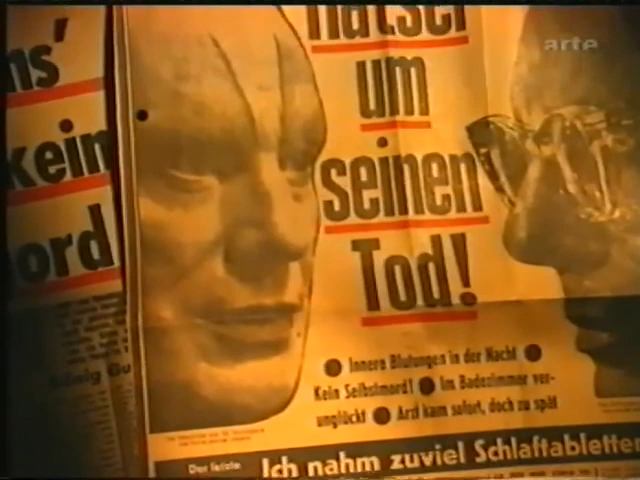 ns'
kein
ord
Rätsel
um
seinen
Tod!
arte
● Innere Blutungen in der Nacht ●
Kein Selbstmord! ● Im Badezimmer ver-
unglückt ● Arzt kam sofort, doch zu spät
Der letzte
Ich nahm zuviel Schlaftabletten